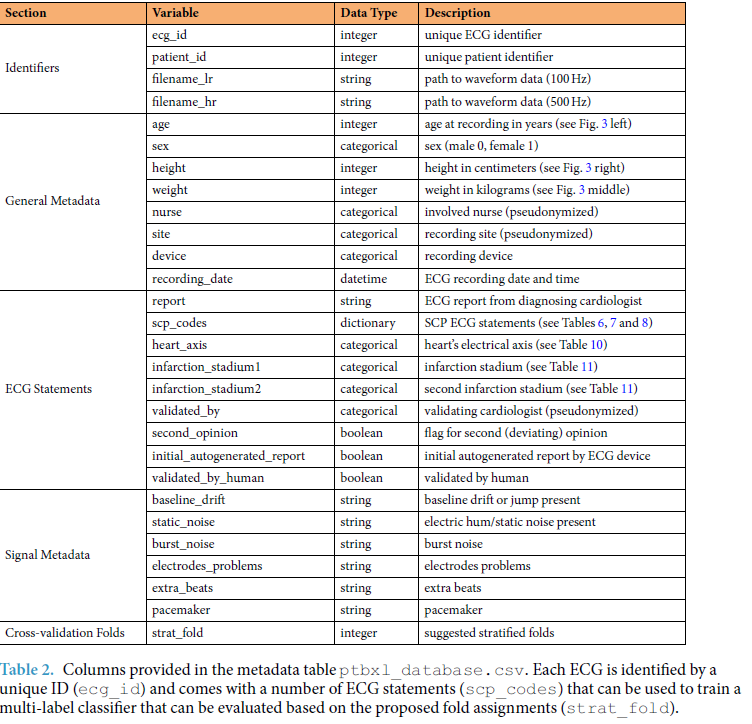 Section Variable Data Type Description
Identifiers
ecg_id integer unique ECG identifier
patient_id integer unique patient identifier
filename_lr string path to waveform data (100 Hz)
filename_hr string path to waveform data (500 Hz)
General Metadata
age integer age at recording in years (see Fig. 3 left)
sex categorical sex (male 0, female 1)
height integer height in centimeters (see Fig. 3 right)
weight integer weight in kilograms (see Fig. 3 middle)
nurse categorical involved nurse (pseudonymized)
site categorical recording site (pseudonymized)
device categorical recording device
recording_date datetime ECG recording date and time
ECG Statements
report string ECG report from diagnosing cardiologist
scp_codes dictionary SCP ECG statements (see Tables 6, 7 and 8)
heart_axis categorical heart's electrical axis (see Table 10)
infarction_stadium1 categorical infarction stadium (see Table 11)
infarction_stadium2 categorical second infarction stadium (see Table 11)
validated_by categorical validating cardiologist (pseudonymized)
second_opinion boolean flag for second (deviating) opinion
initial_autogenerated_report boolean initial autogenerated report by ECG device
validated_by_human boolean validated by human
Signal Metadata
baseline_drift string baseline drift or jump present
static_noise string electric hum/static noise present
burst_noise string burst noise
electrodes_problems string electrodes problems
extra_beats string extra beats
pacemaker string pacemaker
Cross-validation Folds strat_fold integer suggested stratified folds
Table 2. Columns provided in the metadata table ptbxl_database.csv. Each ECG is identified by a
unique ID (ecg_id) and comes with a number of ECG statements (scp_codes) that can be used to train a
multi-label classifier that can be evaluated based on the proposed fold assignments (strat_fold).